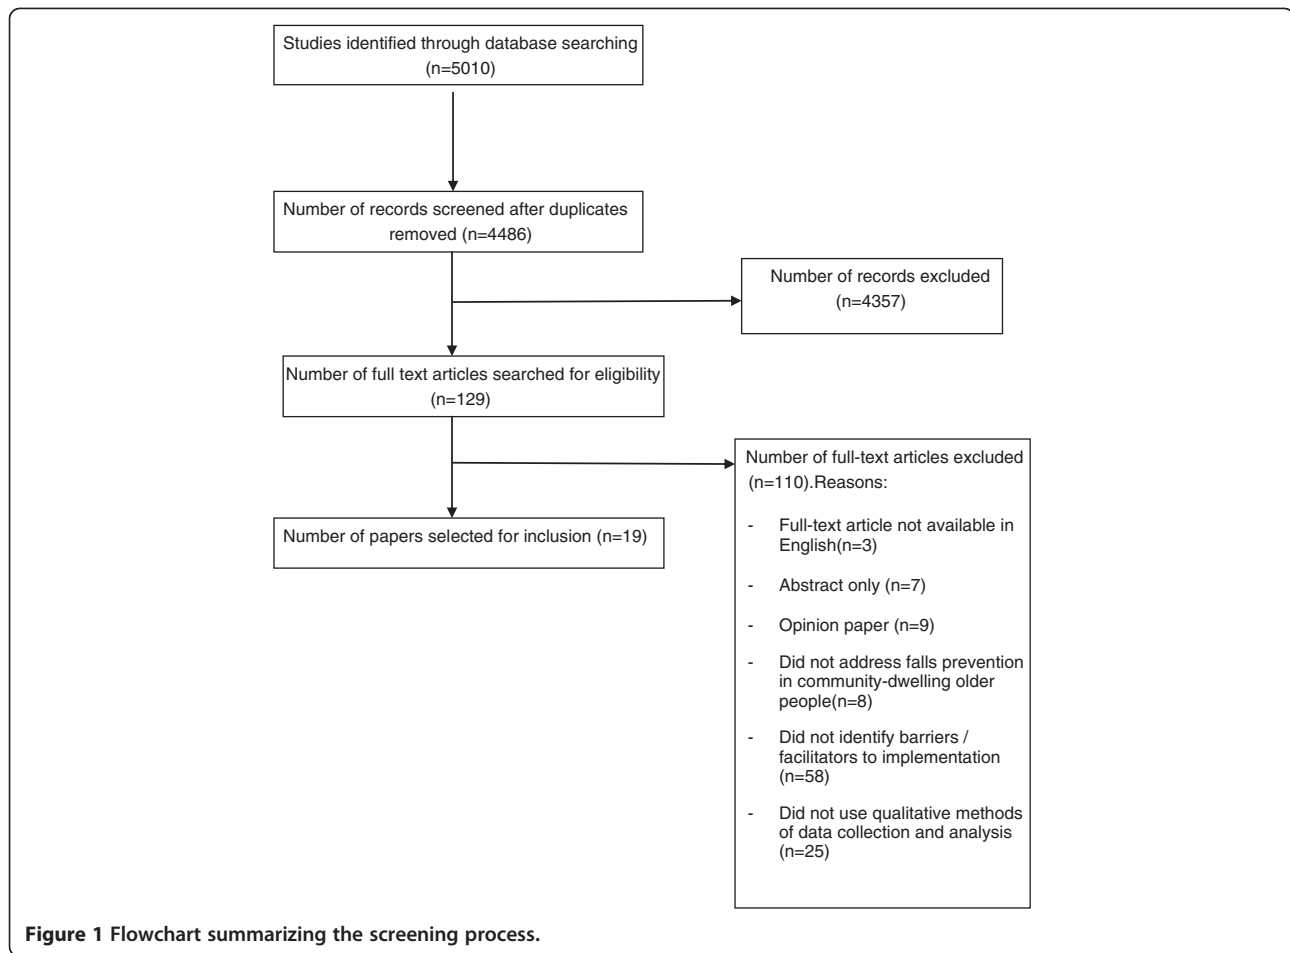 Studies identified through database searching
(n=5010)
Number of records screened after duplicates
removed (n=4486)
Number of records excluded
(n=4357)
Number of full text articles searched for eligibility
(n=129)
Number of full-text articles excluded
(n=110).Reasons:
- Full-text article not available in
English(n=3)
- Abstract only (n=7)
- Opinion paper (n=9)
- Did not address falls prevention
in community-dwelling older
people(n=8)
- Did not identify barriers /
facilitators to implementation
(n=58)
- Did not use qualitative methods
of data collection and analysis
(n=25)
Number of papers selected for inclusion (n=19)
Figure 1 Flowchart summarizing the screening process.